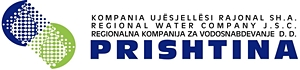 KOMPANIA UJËSJELLËSI RAJONAL SH.A.
REGIONAL WATER COMPANY J.S.C.
REGIONALNA KOMPANIJA ZA VODOSNABDEVANJE D. D.
PRISHTINA